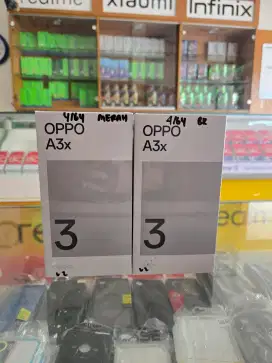 realme
xiaomi
Infinix
4/64 MERAH
OPPO
A3x
3
4/64
OPPO
A3x
3